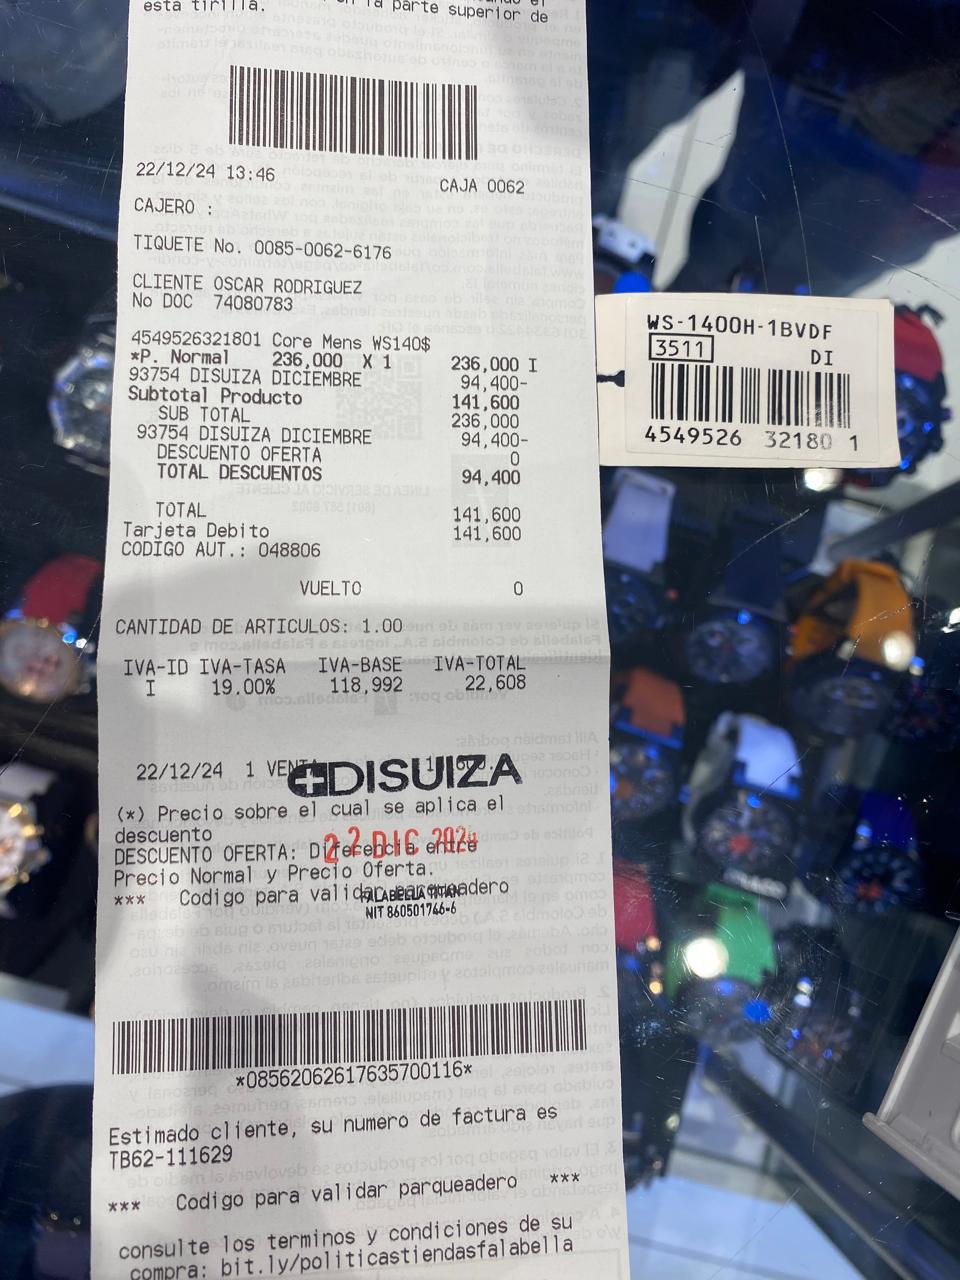 la parte superior de
esta tirilla.
22/12/24 13:46
CAJA 0062
CAJERO :
TIQUETE No. 0085-0062-6176
CLIENTE OSCAR RODRIGUEZ
No DOC 74080783
4549526321801 Core Mens WS140$
*P. Normal 236,000 X 1 236,000 I
93754 DISUIZA DICIEMBRE 94,400-
Subtotal Producto 141,600
SUB TOTAL 236,000
93754 DISUIZA DICIEMBRE 94,400-
DESCUENTO OFERTA 0
TOTAL DESCUENTOS 94,400
TOTAL 141,600
Tarjeta Debito 141,600
CODIGO AUT.: 048806
VUELTO 0
CANTIDAD DE ARTICULOS: 1.00
IVA-ID IVA-TASA IVA-BASE IVA-TOTAL
I 19.00% 118,992 22,608
22/12/24 1 VENTA
DISUIZA
(*) Precio sobre el cual se aplica el
descuento
22 DIC 2024
DESCUENTO OFERTA: Diferencia entre
Precio Normal y Precio Oferta.
*** Codigo para validar parqueadero
FALABELLA TITAN
NIT 860501746-6
*08562062617635700116*
Estimado cliente, su numero de factura es
TB62-111629
*** Codigo para validar parqueadero ***
consulte los terminos y condiciones de su
compra: bit.ly/politicastiendasfalabella
WS-1400H-1BVDF
3511 DI
4549526 32180 1